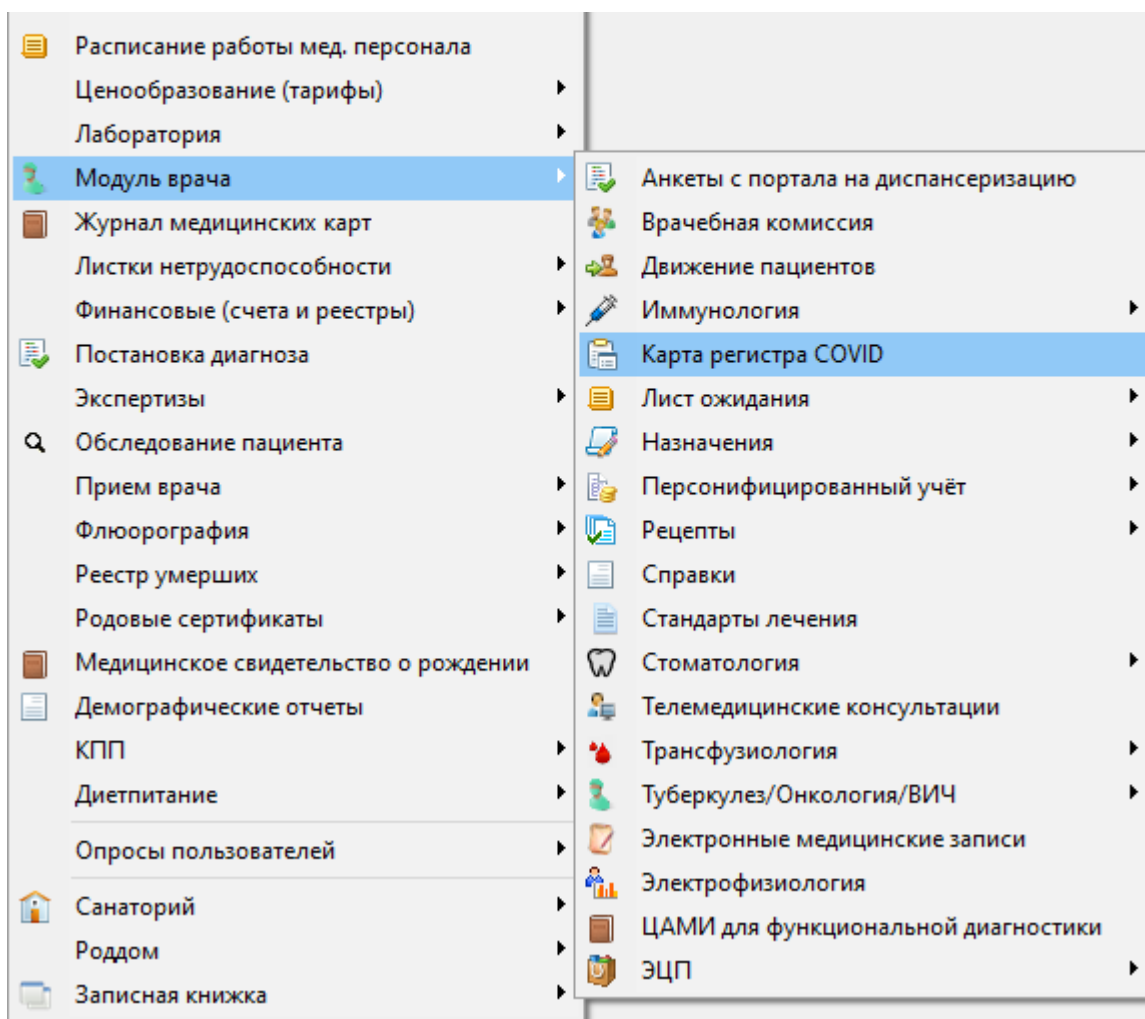 Расписание работы мед. персонала
Ценообразование (тарифы)
Лаборатория
Модуль врача
Журнал медицинских карт
Листки нетрудоспособности
Финансовые (счета и реестры)
Постановка диагноза
Экспертизы
Обследование пациента
Прием врача
Флюорография
Реестр умерших
Родовые сертификаты
Медицинское свидетельство о рождении
Демографические отчеты
КПП
Диетпитание
Опросы пользователей
Санаторий
Роддом
Записная книжка
Анкеты с портала на диспансеризацию
Врачебная комиссия
Движение пациентов
Иммунология
Карта регистра COVID
Лист ожидания
Назначения
Персонифицированный учёт
Рецепты
Справки
Стандарты лечения
Стоматология
Телемедицинские консультации
Трансфузиология
Туберкулез/Онкология/ВИЧ
Электронные медицинские записи
Электрофизиология
ЦАМИ для функциональной диагностики
ЭЦП